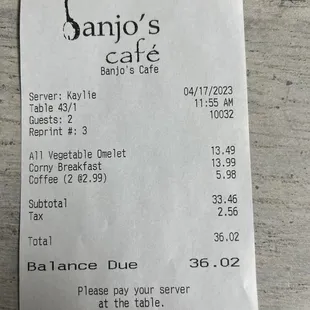 banjo's
café
Banjo's Cafe
Server: Kaylie 04/17/2023
Table 43/1 11:55 AM
Guests: 2 10032
Reprint #: 3
All Vegetable Omelet 13.49
Corny Breakfast 13.99
Coffee (2 @2.99) 5.98
Subtotal 33.46
Tax 2.56
Total 36.02
Balance Due 36.02
Please pay your server
at the table.